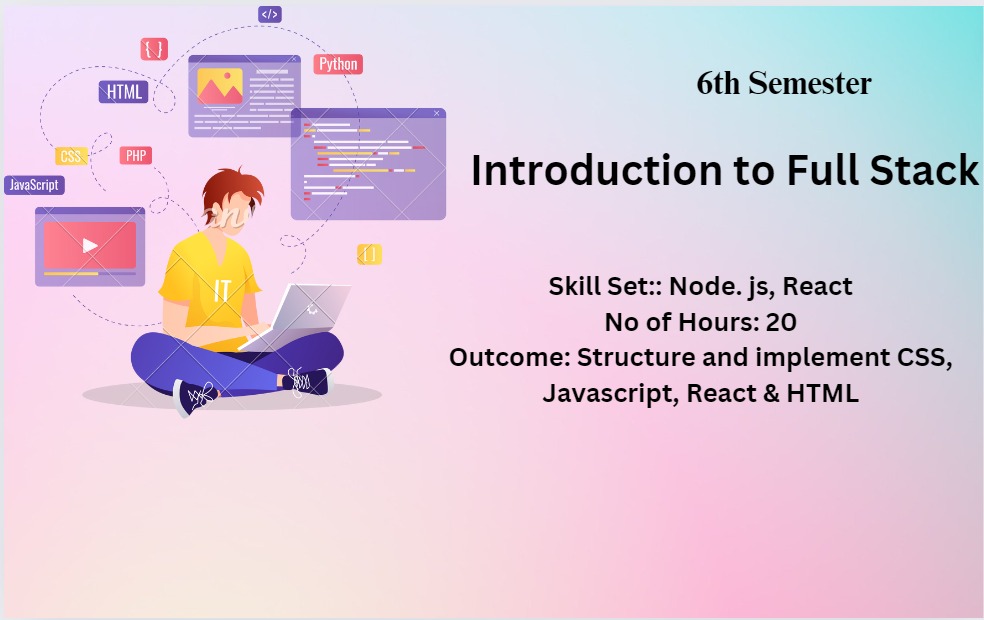 </>
{ }
Python
HTML
CSS
PHP
JavaScript
[ ]
IT
6th Semester
Introduction to Full Stack
Skill Set:: Node. js, React
No of Hours: 20
Outcome: Structure and implement CSS,
Javascript, React & HTML